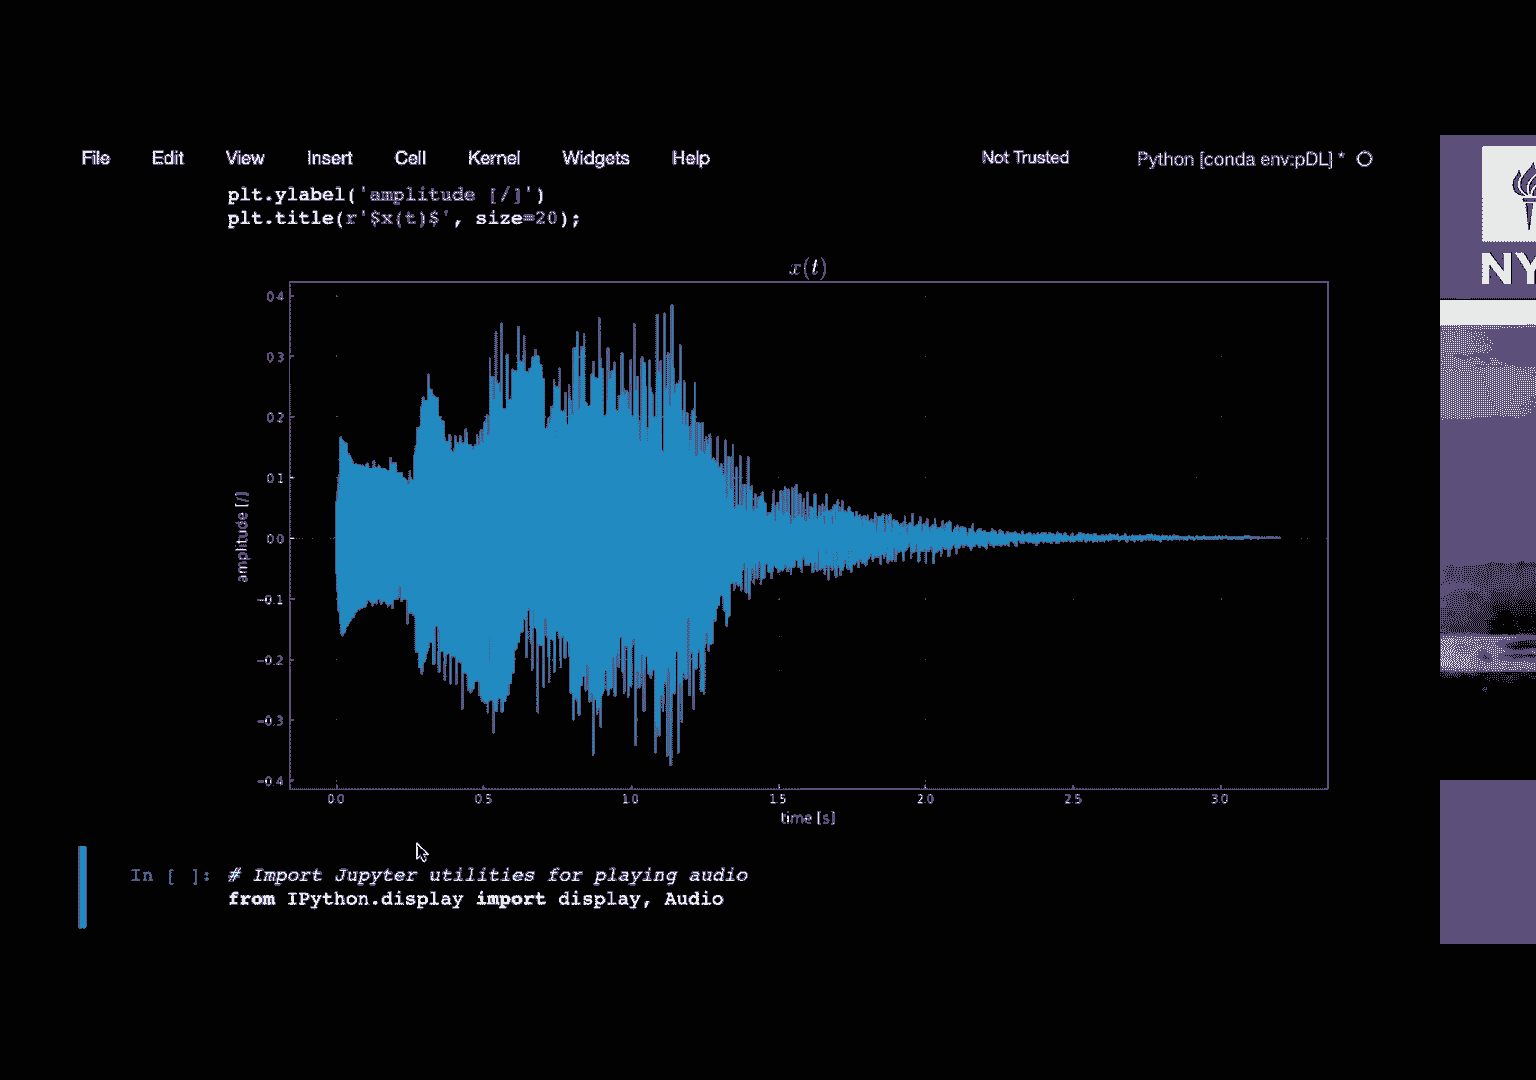 File Edit View Insert Cell Kernel Widgets Help Not Trusted Python [conda env:pDL] *
plt.ylabel('amplitude [/]')
plt.title(r'$x(t)$', size=20);
x(t)
0.4
0.3
0.2
0.1
0.0
−0.1
−0.2
−0.3
−0.4
amplitude [/]
0.0 0.5 1.0 1.5 2.0 2.5 3.0
time [s]
In [ ]: # Import Jupyter utilities for playing audio
from IPython.display import display, Audio
NY